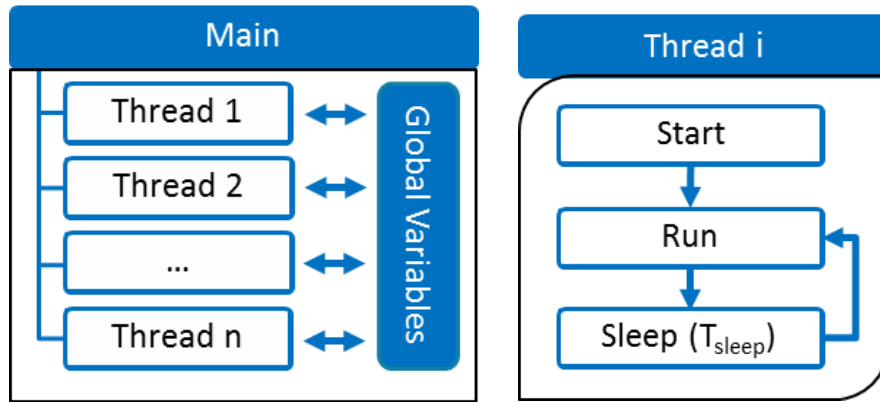 Main
Thread 1
Thread 2
...
Thread n
Global Variables
Thread i
Start
Run
Sleep (Tsleep)